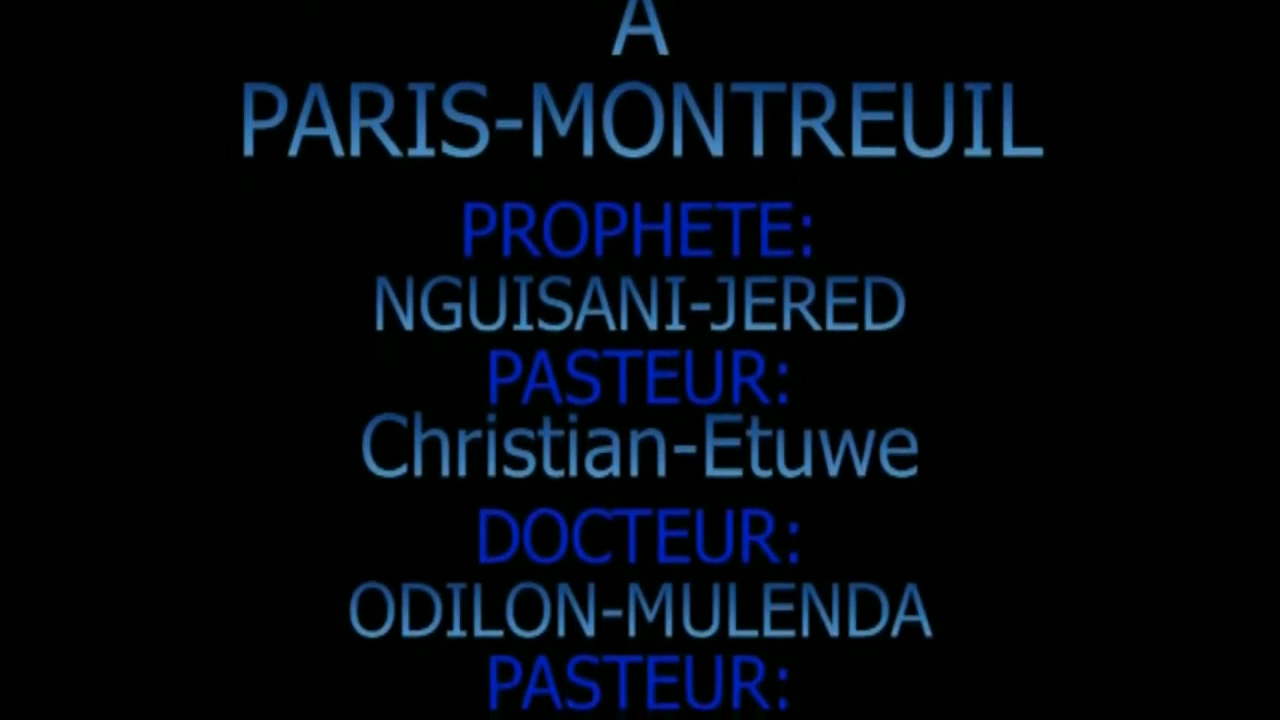 A
PARIS-MONTREUIL
PROPHETE:
NGUISANI-JERED
PASTEUR:
Christian-Etuwe
DOCTEUR:
ODILON-MULENDA
PASTEUR: